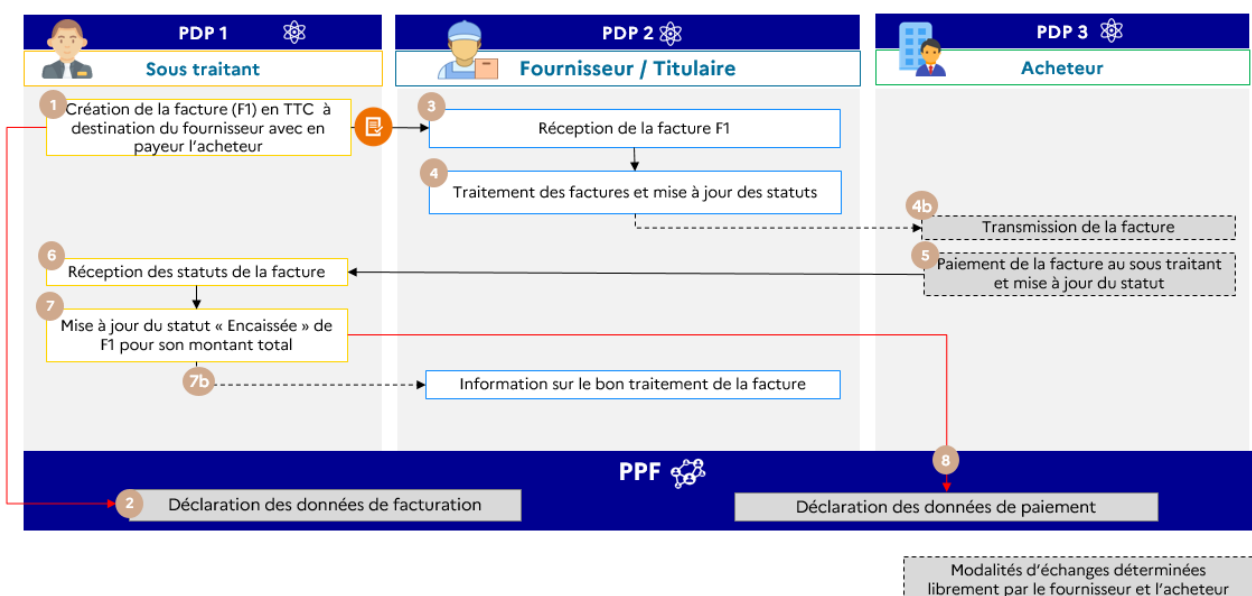 PDP 1
PDP 2
PDP 3
Sous traitant
Fournisseur / Titulaire
Acheteur
1
Création de la facture (F1) en TTC à
destination du fournisseur avec en
payeur l'acheteur
3
Réception de la facture F1
4
Traitement des factures et mise à jour des statuts
4b
Transmission de la facture
5
Paiement de la facture au sous traitant
et mise à jour du statut
6
Réception des statuts de la facture
7
Mise à jour du statut « Encaissée » de
F1 pour son montant total
7b
Information sur le bon traitement de la facture
PPF
8
2
Déclaration des données de facturation
Déclaration des données de paiement
Modalités d'échanges déterminées
librement par le fournisseur et l'acheteur